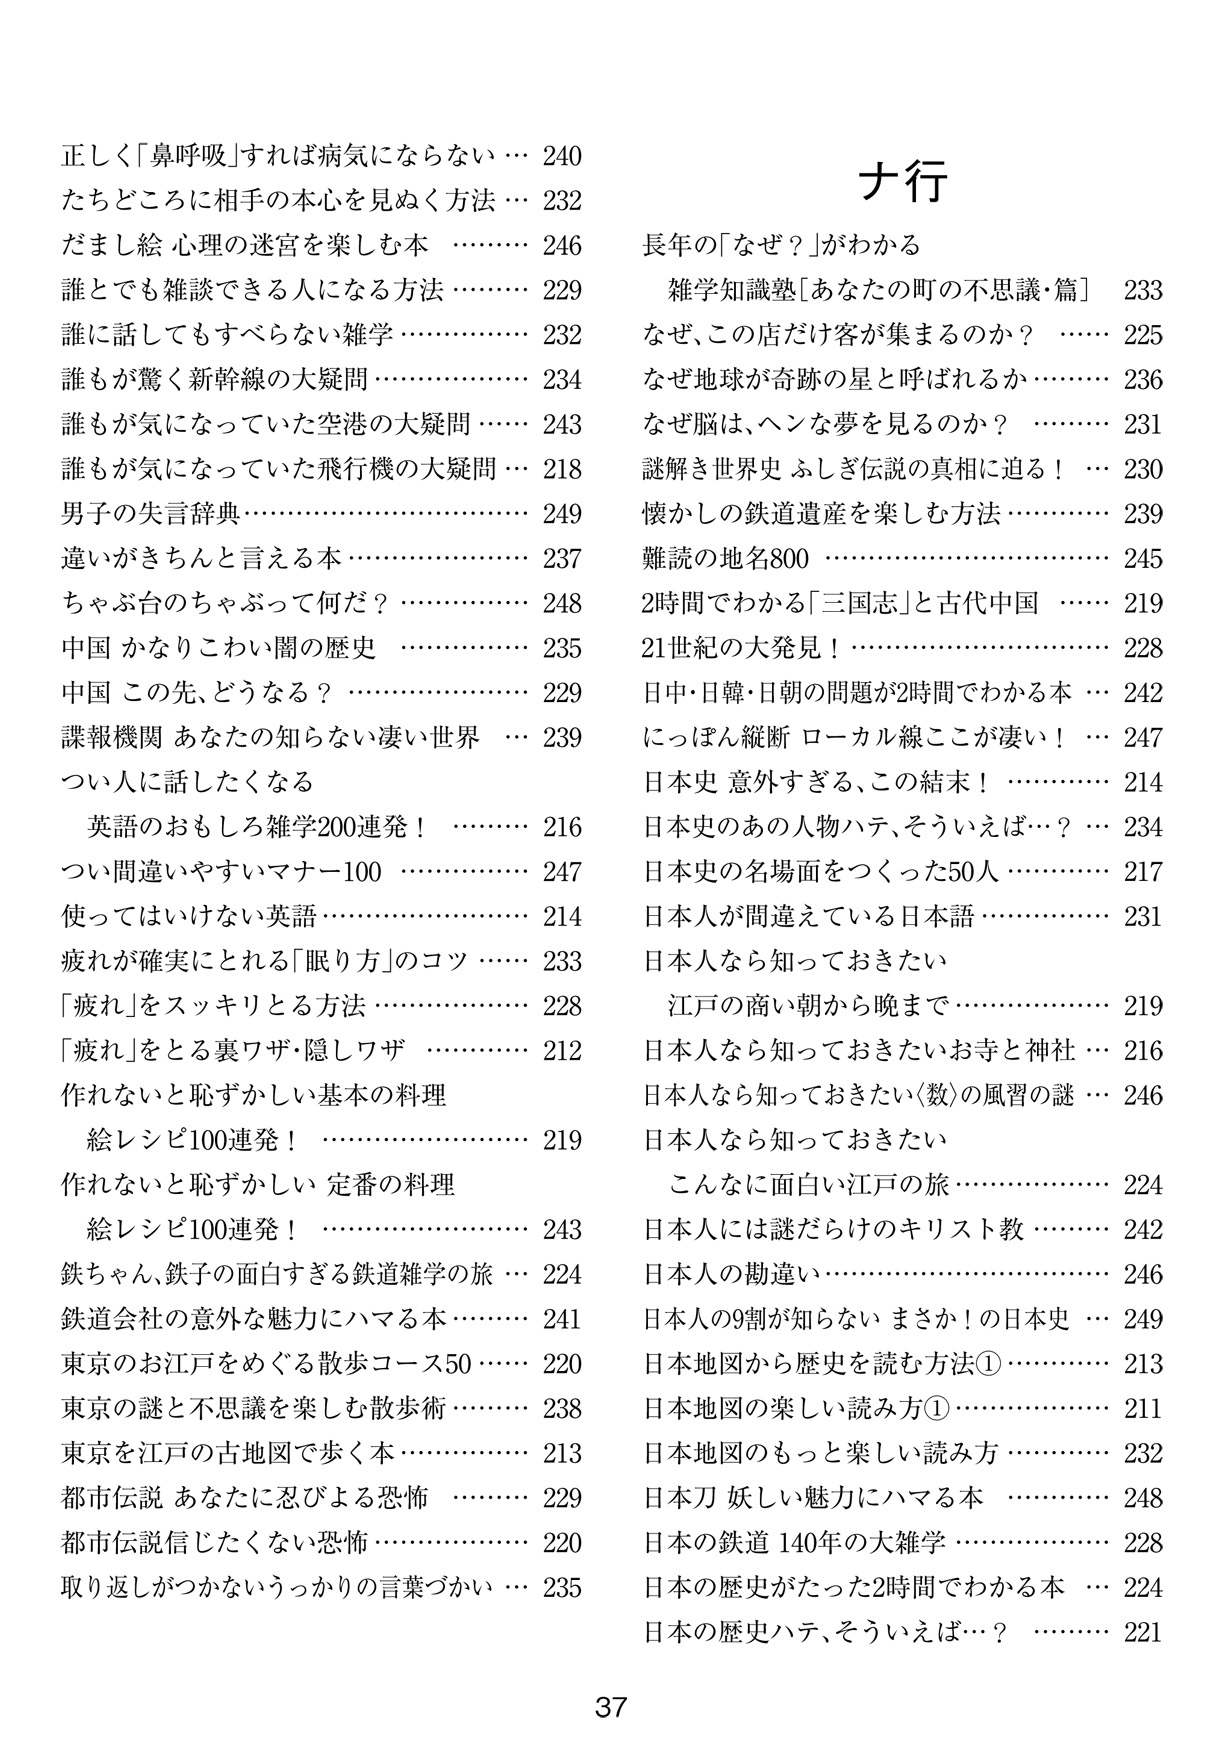 正しく「鼻呼吸」すれば病気にならない … 240
たちどころに相手の本心を見ぬく方法 … 232
だまし絵 心理の迷宮を楽しむ本 ……… 246
誰とでも雑談できる人になる方法 ……… 229
誰に話してもすべらない雑学 …………… 232
誰もが驚く新幹線の大疑問 ……………… 234
誰もが気になっていた空港の大疑問 …… 243
誰もが気になっていた飛行機の大疑問 … 218
男子の失言辞典 …………………………… 249
違いがきちんと言える本 ………………… 237
ちゃぶ台のちゃぶって何だ? …………… 248
中国 かなりこわい闇の歴史 …………… 235
中国 この先、どうなる? ………………… 229
諜報機関 あなたの知らない凄い世界 … 239
つい人に話したくなる
英語のおもしろ雑学200連発! ……… 216
つい間違いやすいマナー100 …………… 247
使ってはいけない英語 …………………… 214
疲れが確実にとれる「眠り方」のコツ …… 233
「疲れ」をスッキリとる方法 ……………… 228
「疲れ」をとる裏ワザ・隠しワザ ………… 212
作れないと恥ずかしい基本の料理
絵レシピ100連発! …………………… 219
作れないと恥ずかしい 定番の料理
絵レシピ100連発! …………………… 243
鉄ちゃん、鉄子の面白すぎる鉄道雑学の旅 … 224
鉄道会社の意外な魅力にハマる本 ……… 241
東京のお江戸をめぐる散歩コース50 …… 220
東京の謎と不思議を楽しむ散歩術 ……… 238
東京を江戸の古地図で歩く本 …………… 213
都市伝説 あなたに忍びよる恐怖 ……… 229
都市伝説信じたくない恐怖 ……………… 220
取り返しがつかないうっかりの言葉づかい … 235
ナ行
長年の「なぜ?」がわかる
雑学知識塾[あなたの町の不思議・篇] 233
なぜ、この店だけ客が集まるのか? …… 225
なぜ地球が奇跡の星と呼ばれるか ……… 236
なぜ脳は、ヘンな夢を見るのか? ……… 231
謎解き世界史 ふしぎ伝説の真相に迫る! … 230
懐かしの鉄道遺産を楽しむ方法 ………… 239
難読の地名800 …………………………… 245
2時間でわかる「三国志」と古代中国 …… 219
21世紀の大発見! ………………………… 228
日中・日韓・日朝の問題が2時間でわかる本 … 242
にっぽん縦断 ローカル線ここが凄い! … 247
日本史 意外すぎる、この結末! ………… 214
日本史のあの人物ハテ、そういえば…? … 234
日本史の名場面をつくった50人 ………… 217
日本人が間違えている日本語 …………… 231
日本人なら知っておきたい
江戸の商い朝から晩まで ……………… 219
日本人なら知っておきたいお寺と神社 … 216
日本人なら知っておきたい〈数〉の風習の謎 … 246
日本人なら知っておきたい
こんなに面白い江戸の旅 ……………… 224
日本人には謎だらけのキリスト教 ……… 242
日本人の勘違い …………………………… 246
日本人の9割が知らない まさか!の日本史 … 249
日本地図から歴史を読む方法① ………… 213
日本地図の楽しい読み方① ……………… 211
日本地図のもっと楽しい読み方 ………… 232
日本刀 妖しい魅力にハマる本 ………… 248
日本の鉄道 140年の大雑学 ……………… 228
日本の歴史がたった2時間でわかる本 … 224
日本の歴史ハテ、そういえば…? ……… 221
37